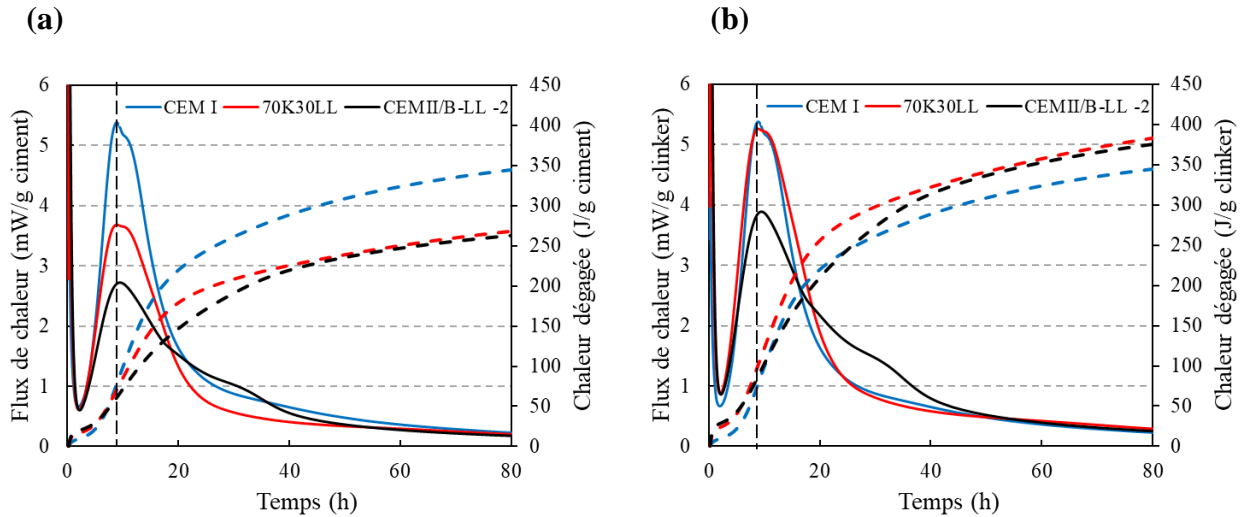 (a)
CEM I 70K30LL CEMII/B-LL -2
Flux de chaleur (mW/g ciment)
6
5
4
3
2
1
0
450
400
350
300
250
200
150
100
50
0
Chaleur dégagée (J/g ciment)
0 20 40 60 80
Temps (h)
(b)
CEM I 70K30LL CEMII/B-LL -2
Flux de chaleur (mW/g clinker)
6
5
4
3
2
1
0
450
400
350
300
250
200
150
100
50
0
Chaleur dégagée (J/g clinker)
0 20 40 60 80
Temps (h)